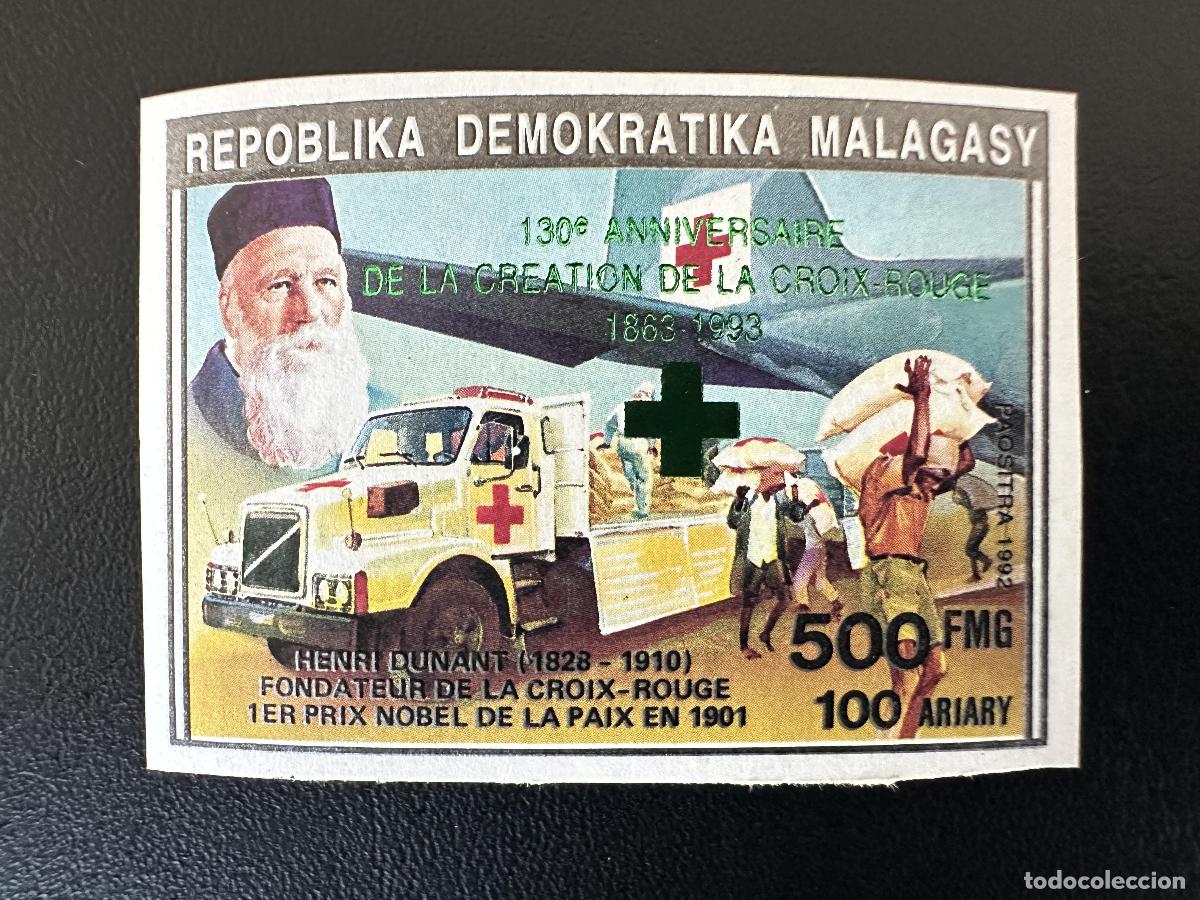 REPOBLIKA DEMOKRATIKA MALAGASY
130e ANNIVERSAIRE
DE LA CREATION DE LA CROIX-ROUGE
1863-1993
PAOSITRA 1992
HENRI DUNANT (1828 - 1910)
FONDATEUR DE LA CROIX-ROUGE
1ER PRIX NOBEL DE LA PAIX EN 1901
500 FMG
100 ARIARY
todocoleccion